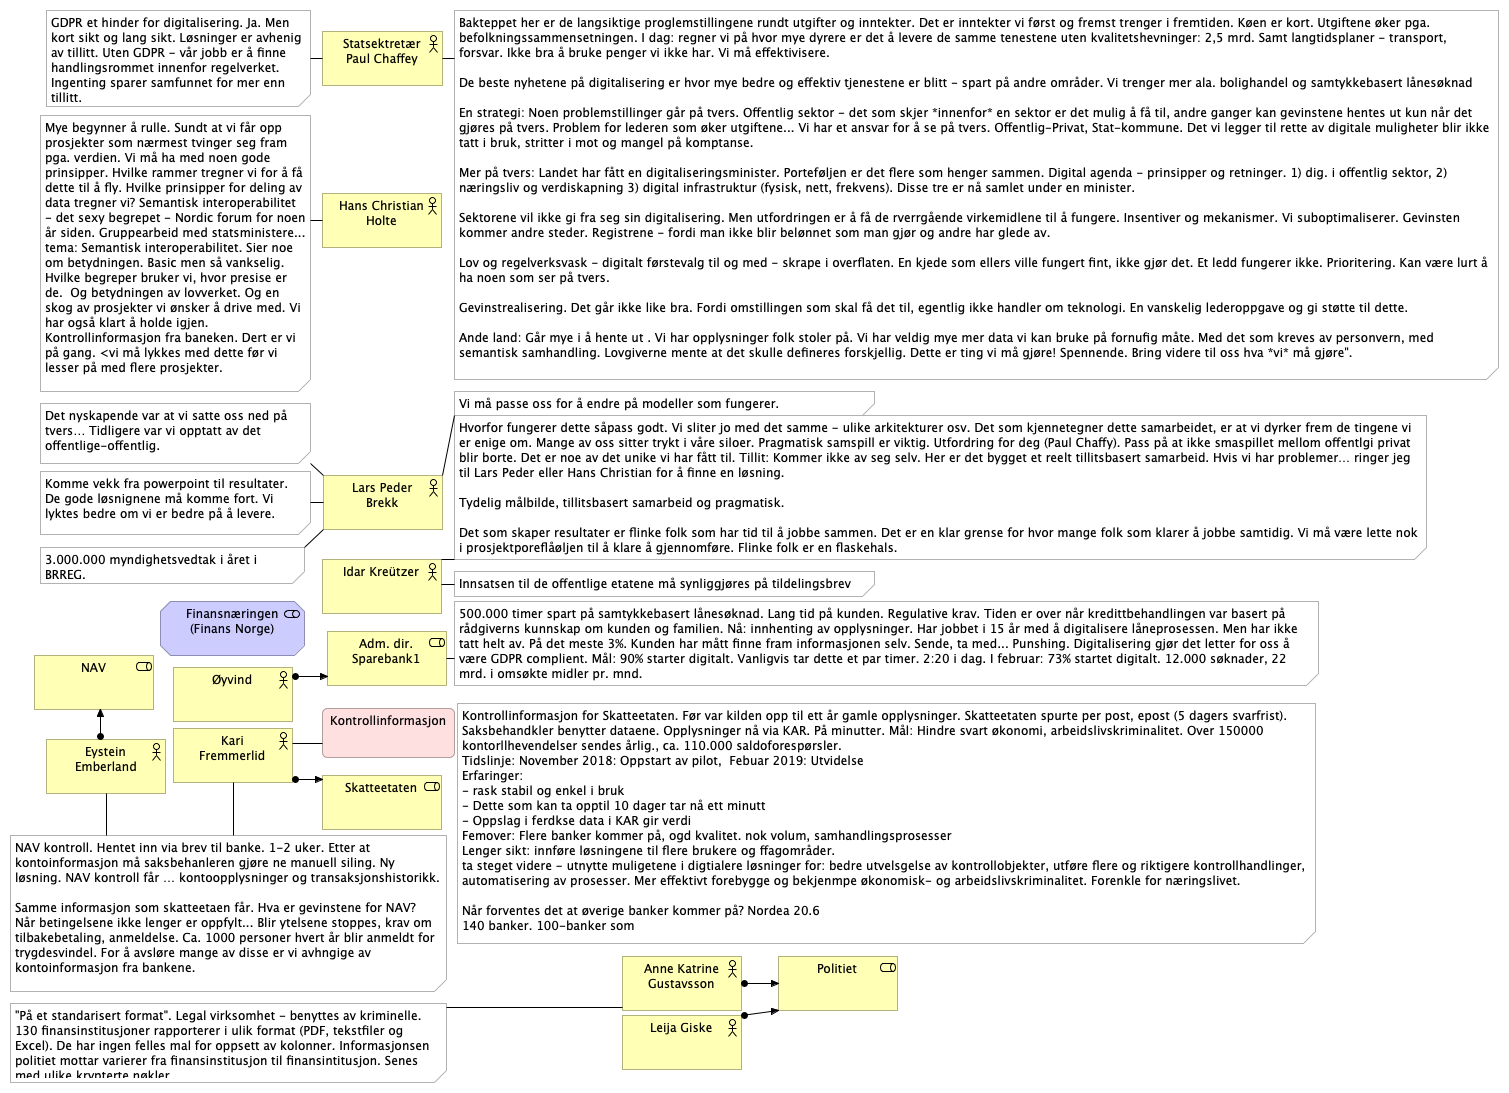 GDPR et hinder for digitalisering. Ja. Men
kort sikt og lang sikt. Løsninger er avhenig
av tillitt. Uten GDPR – vår jobb er å finne
handlingsrommet innenfor regelverket.
Ingenting sparer samfunnet for mer enn
tillitt.
Statsekretær
Paul Chaffey
Bakteppet her er de langsiktige proglemstillingene rundt utgifter og inntekter. Det er inntekter vi først og fremst trenger i fremtiden. Køen er kort. Utgiftene øker pga.
befolkningssammensetningen. I dag: regner vi på hvor mye dyrere er det å levere de samme tenestene uten kvalitetshevninger: 2,5 mrd. Samt langtidsplaner – transport,
forsvar. Ikke bra å bruke penger vi ikke har. Vi må effektivisere.
De beste nyhetene på digitalisering er hvor mye bedre og effektiv tjenestene er blitt – spart på andre områder. Vi trenger mer ala. bolighandel og samtykkebasert lånesøknad
En strategi: Noen problemstillinger går på tvers. Offentlig sektor – det som skjer *innenfor* en sektor er det mulig å få til, andre ganger kan gevinstene hentes ut kun når det
gjøres på tvers. Problem for lederen som øker utgiftene... Vi har et ansvar for å se på tvers. Offentlig-Privat, Stat-kommune. Det vi legger til rette av digitale muligheter blir ikke
tatt i bruk, stritter i mot og mangel på komptanse.
Mer på tvers: Landet har fått en digitaliseringsminister. Porteføljen er det flere som henger sammen. Digital agenda – prinsipper og retninger. 1) dig. i offentlig sektor, 2)
næringsliv og verdiskapning 3) digital infrastruktur (fysisk, nett, frekvens). Disse tre er nå samlet under en minister.
Sektorene vil ikke gi fra seg sin digitalisering. Men utfordringen er å få de rverrgående virkemidlene til å fungere. Insentiver og mekanismer. Vi suboptimaliserer. Gevinsten
kommer andre steder. Registrene – fordi man ikke blir belønnet som man gjør og andre har glede av.
Lov og regelverksvask – digitalt førstevalg til og med – skrape i overflaten. En kjede som ellers ville fungert fint, ikke gjør det. Et ledd fungerer ikke. Prioritering. Kan være lurt å
ha noen som ser på tvers.
Gevinstrealisering. Det går ikke like bra. Fordi omstillingen som skal få det til, egentlig ikke handler om teknologi. En vanskelig lederoppgave og gi støtte til dette.
Ande land: Går mye i å hente ut . Vi har opplysninger folk stoler på. Vi har veldig mye mer data vi kan bruke på fornufig måte. Med det som kreves av personvern, med
semantisk samhandling. Lovgiverne mente at det skulle defineres forskjellig. Dette er ting vi må gjøre! Spennende. Bring videre til oss hva *vi* må gjøre".
Mye begynner å rulle. Sundt at vi får opp
prosjekter som nærmest tvinger seg fram
pga. verdien. Vi må ha med noen gode
prinsipper. Hvilke rammer tregner vi for å få
dette til å fly. Hvilke prinsipper for deling av
data tregner vi? Semantisk interoperabilitet
– det sexy begrepet – Nordic forum for noen
år siden. Gruppearbeid med statsministere...
tema: Semantisk interoperabilitet. Sier noe
om betydningen. Basic men så vankselig.
Hvilke begreper bruker vi, hvor presise er
de.  Og betydningen av lovverket. Og en
skog av prosjekter vi ønsker å drive med. Vi
har også klart å holde igjen.
Kontrollinformasjon fra baneken. Dert er vi
på gang. <vi må lykkes med dette før vi
lesser på med flere prosjekter.
Hans Christian
Holte
Vi må passe oss for å endre på modeller som fungerer.
Det nyskapende var at vi satte oss ned på
tvers... Tidligere var vi opptatt av det
offentlige-offentlig.
Hvorfor fungerer dette såpass godt. Vi sliter jo med det samme – ulike arkitekturer osv. Det som kjennetegner dette samarbeidet, er at vi dyrker frem de tingene vi
er enige om. Mange av oss sitter trykt i våre siloer. Pragmatisk samspill er viktig. Utfordring for deg (Paul Chaffy). Pass på at ikke smaspillet mellom offentlgi privat
blir borte. Det er noe av det unike vi har fått til. Tillit: Kommer ikke av seg selv. Her er det bygget et reelt tillitsbasert samarbeid. Hvis vi har problemer... ringer jeg
til Lars Peder eller Hans Christian for å finne en løsning.
Tydelig målbilde, tillitsbasert samarbeid og pragmatisk.
Det som skaper resultater er flinke folk som har tid til å jobbe sammen. Det er en klar grense for hvor mange folk som klarer å jobbe samtidig. Vi må være lette nok
i prosjektporeflåøljen til å klare å gjennomføre. Flinke folk er en flaskehals.
Komme vekk fra powerpoint til resultater.
De gode løsnignene må komme fort. Vi
lyktes bedre om vi er bedre på å levere.
Lars Peder
Brekk
3.000.000 myndighetsvedtak i året i
BRREG.
Idar Kreützer
Innsatsen til de offentlige etatene må synliggjøres på tildelingsbrev
Finansnæringen
(Finans Norge)
Adm. dir.
Sparebank1
500.000 timer spart på samtykkebasert lånesøknad. Lang tid på kunden. Regulative krav. Tiden er over når kredittbehandlingen var basert på
rådgiverns kunnskap om kunden og familien. Nå: innhenting av opplysninger. Har jobbet i 15 år med å digitalisere låneprosessen. Men har ikke
tatt helt av. På det meste 3%. Kunden har mått finne fram informasjonen selv. Sende, ta med... Punshing. Digitalisering gjør det letter for oss å
være GDPR complient. Mål: 90% starter digitalt. Vanligvis tar dette et par timer. 2:20 i dag. I februar: 73% startet digitalt. 12.000 søknader, 22
mrd. i omsøkte midler pr. mnd.
NAV
Øyvind
Kontrollinformasjon
Kari
Fremmerlid
Eystein
Emberland
Skatteetaten
Kontrollinformasjon for Skatteetaten. Før var kilden opp til ett år gamle opplysninger. Skatteetaten spurte per post, epost (5 dagers svarfrist).
Saksbehandkler benytter dataene. Opplysninger nå via KAR. På minutter. Mål: Hindre svart økonomi, arbeidslivskriminalitet. Over 150000
kontorllhevendelser sendes årlig., ca. 110.000 saldoforespørsler.
Tidslinje: November 2018: Oppstart av pilot,  Febuar 2019: Utvidelse
Erfaringer:
– rask stabil og enkel i bruk
– Dette som kan ta opptil 10 dager tar nå ett minutt
– Oppslag i ferdkse data i KAR gir verdi
Femover: Flere banker kommer på, ogd kvalitet. nok volum, samhandlingsprosesser
Lenger sikt: innføre løsningene til flere brukere og ffagområder.
ta steget videre – utnytte muligetene i digtialere løsninger for: bedre utvelsgelse av kontrollobjekter, utføre flere og riktigere kontrollhandlinger,
automatisering av prosesser. Mer effektivt forebygge og bekjenmpe økonomisk- og arbeidslivskriminalitet. Forenkle for næringslivet.
Når forventes det at øverige banker kommer på? Nordea 20.6
140 banker. 100-banker som
NAV kontroll. Hentet inn via brev til banke. 1-2 uker. Etter at
kontoinformasjon må saksbehanleren gjøre ne manuell siling. Ny
løsning. NAV kontroll får ... kontoopplysninger og transaksjonshistorikk.
Samme informasjon som skatteetaen får. Hva er gevinstene for NAV?
Når betingelsene ikke lenger er oppfylt... Blir ytelsene stoppes, krav om
tilbakebetaling, anmeldelse. Ca. 1000 personer hvert år blir anmeldt for
trygdesvindel. For å avsløre mange av disse er vi avhngige av
kontoinformasjon fra bankene.
Anne Katrine
Gustavsson
Politiet
Leija Giske
"På et standarisert format". Legal virksomhet – benyttes av kriminelle.
130 finansinstitusjoner rapporterer i ulik format (PDF, tekstfiler og
Excel). De har ingen felles mal for oppsett av kolonner. Informasjonsen
politiet mottar varierer fra finansinstitusjon til finansintitusjon. Senes
med ulike krypterte nøkler